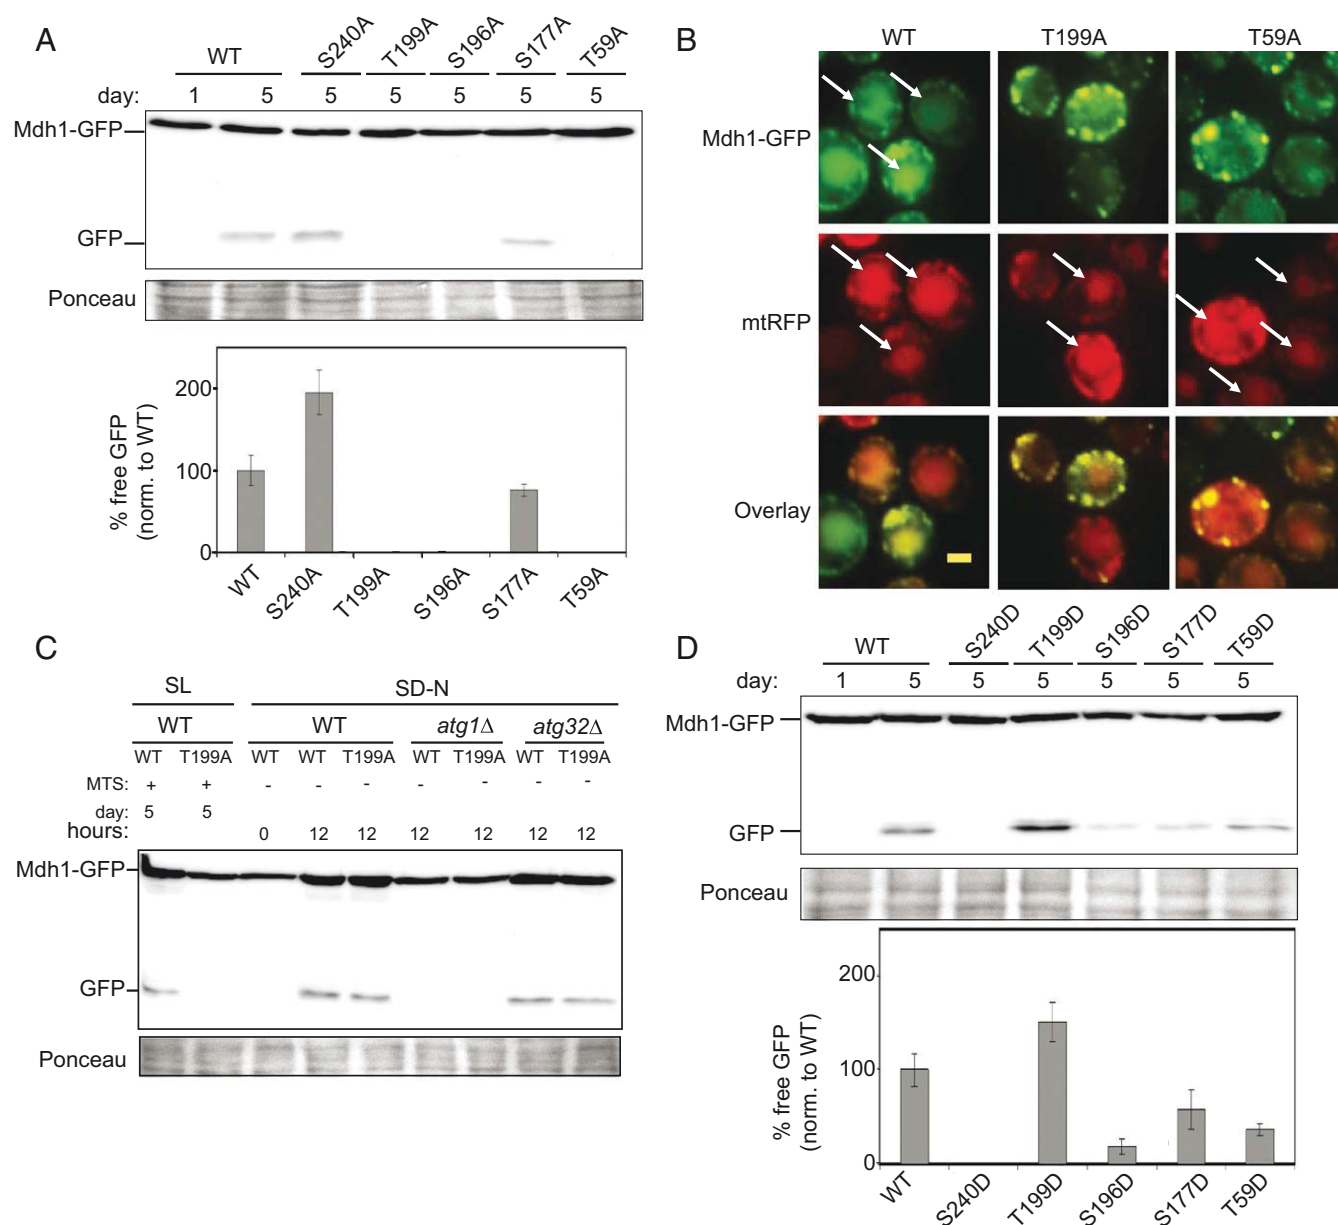 A
WT S240A T199A S196A S177A T59A
day: 1 5 5 5 5 5 5
Mdh1-GFP
GFP
Ponceau
% free GFP
(norm. to WT)
200
100
0
WT S240A T199A S196A S177A T59A
B
WT T199A T59A
Mdh1-GFP
mtRFP
Overlay
C
SL SD-N
WT WT atg1Δ atg32Δ
WT T199A WT WT T199A WT T199A WT T199A
MTS: + + - - - - - - -
day: 5 5
hours: 0 12 12 12 12 12 12
Mdh1-GFP
GFP
Ponceau
D
WT S240D T199D S196D S177D T59D
day: 1 5 5 5 5 5 5
Mdh1-GFP
GFP
Ponceau
% free GFP
(norm. to WT)
200
100
0
WT S240D T199D S196D S177D T59D